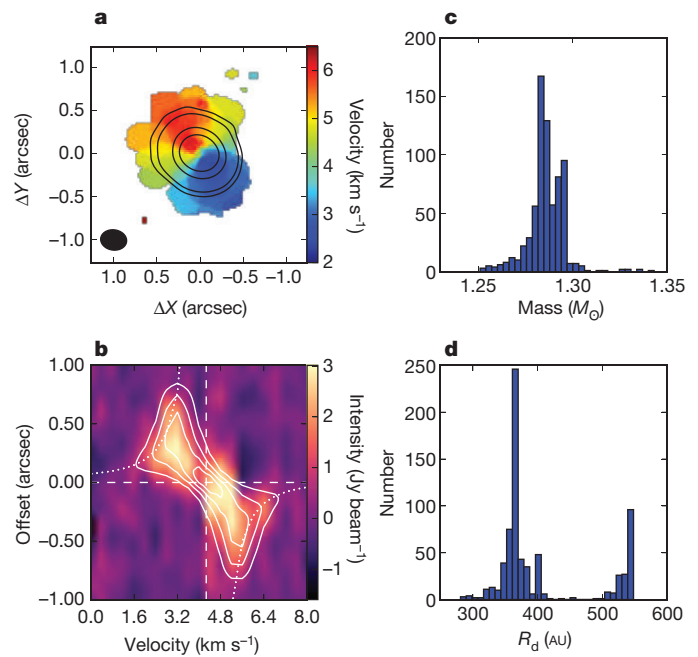 a
1.0
0.5
0.0
−0.5
−1.0
ΔY (arcsec)
1.0 0.5 0.0 −0.5 −1.0
ΔX (arcsec)
6
5
4
3
2
Velocity (km s⁻¹)
c
200
150
100
50
0
Number
1.25 1.30 1.35
Mass (M☉)
b
1.00
0.50
0.00
−0.50
−1.00
Offset (arcsec)
0.0 1.6 3.2 4.8 6.4 8.0
Velocity (km s⁻¹)
3
2
1
0
−1
Intensity (Jy beam⁻¹)
d
250
200
150
100
50
0
Number
300 400 500 600
R_d (AU)